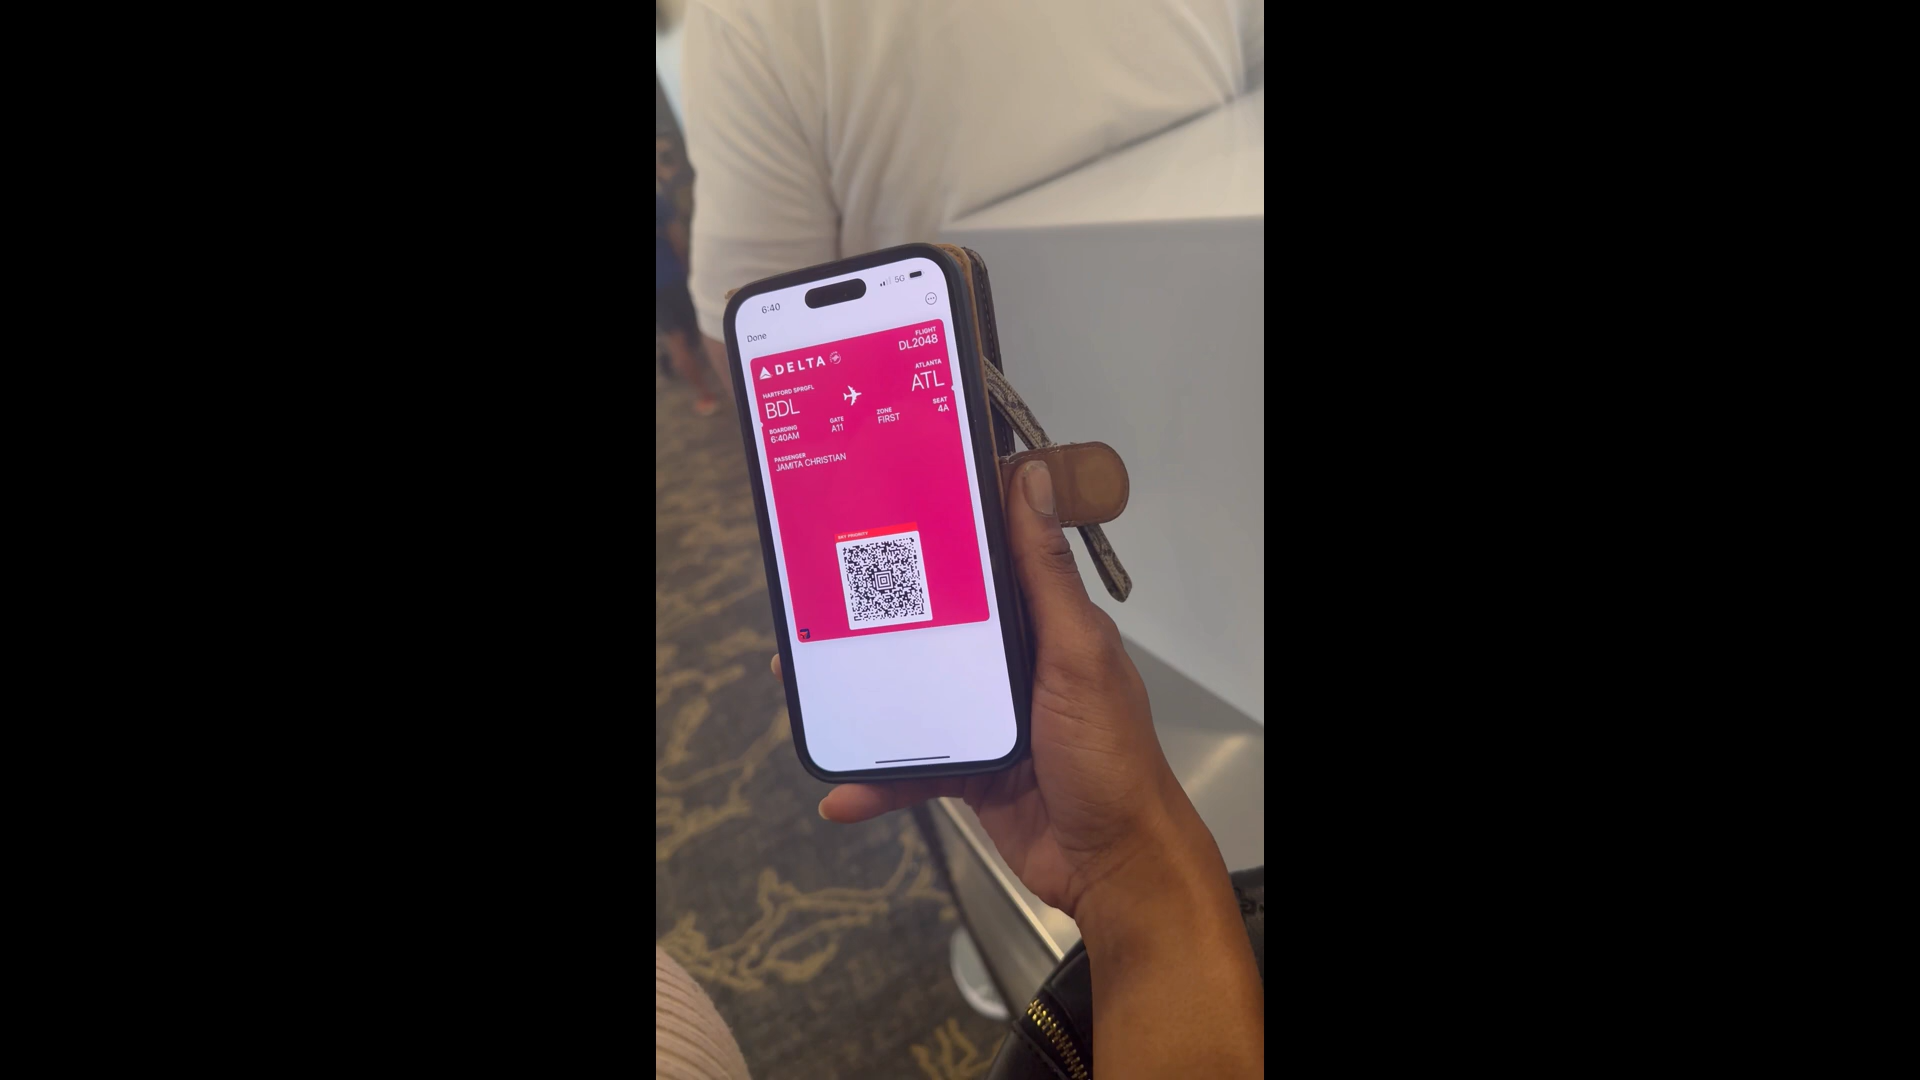 6:40
5G
Done
DELTA
FLIGHT
DL2048
HARTFORD SPRGFL
ATLANTA
BDL
ATL
BOARDING
GATE
ZONE
SEAT
6:40AM
A11
FIRST
4A
PASSENGER
JAMITA CHRISTIAN
SKY PRIORITY